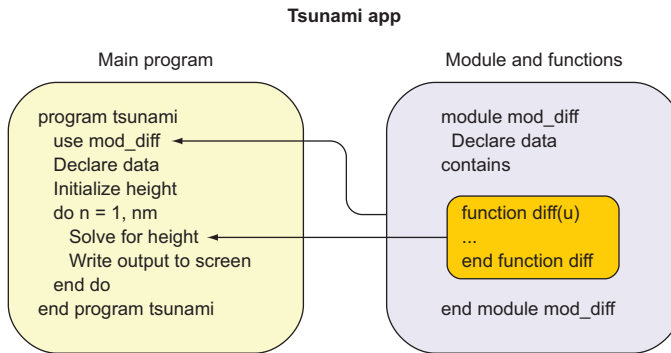 Tsunami app
Main program
program tsunami
use mod_diff
Declare data
Initialize height
do n = 1, nm
Solve for height
Write output to screen
end do
end program tsunami
Module and functions
module mod_diff
Declare data
contains
function diff(u)
...
end function diff
end module mod_diff